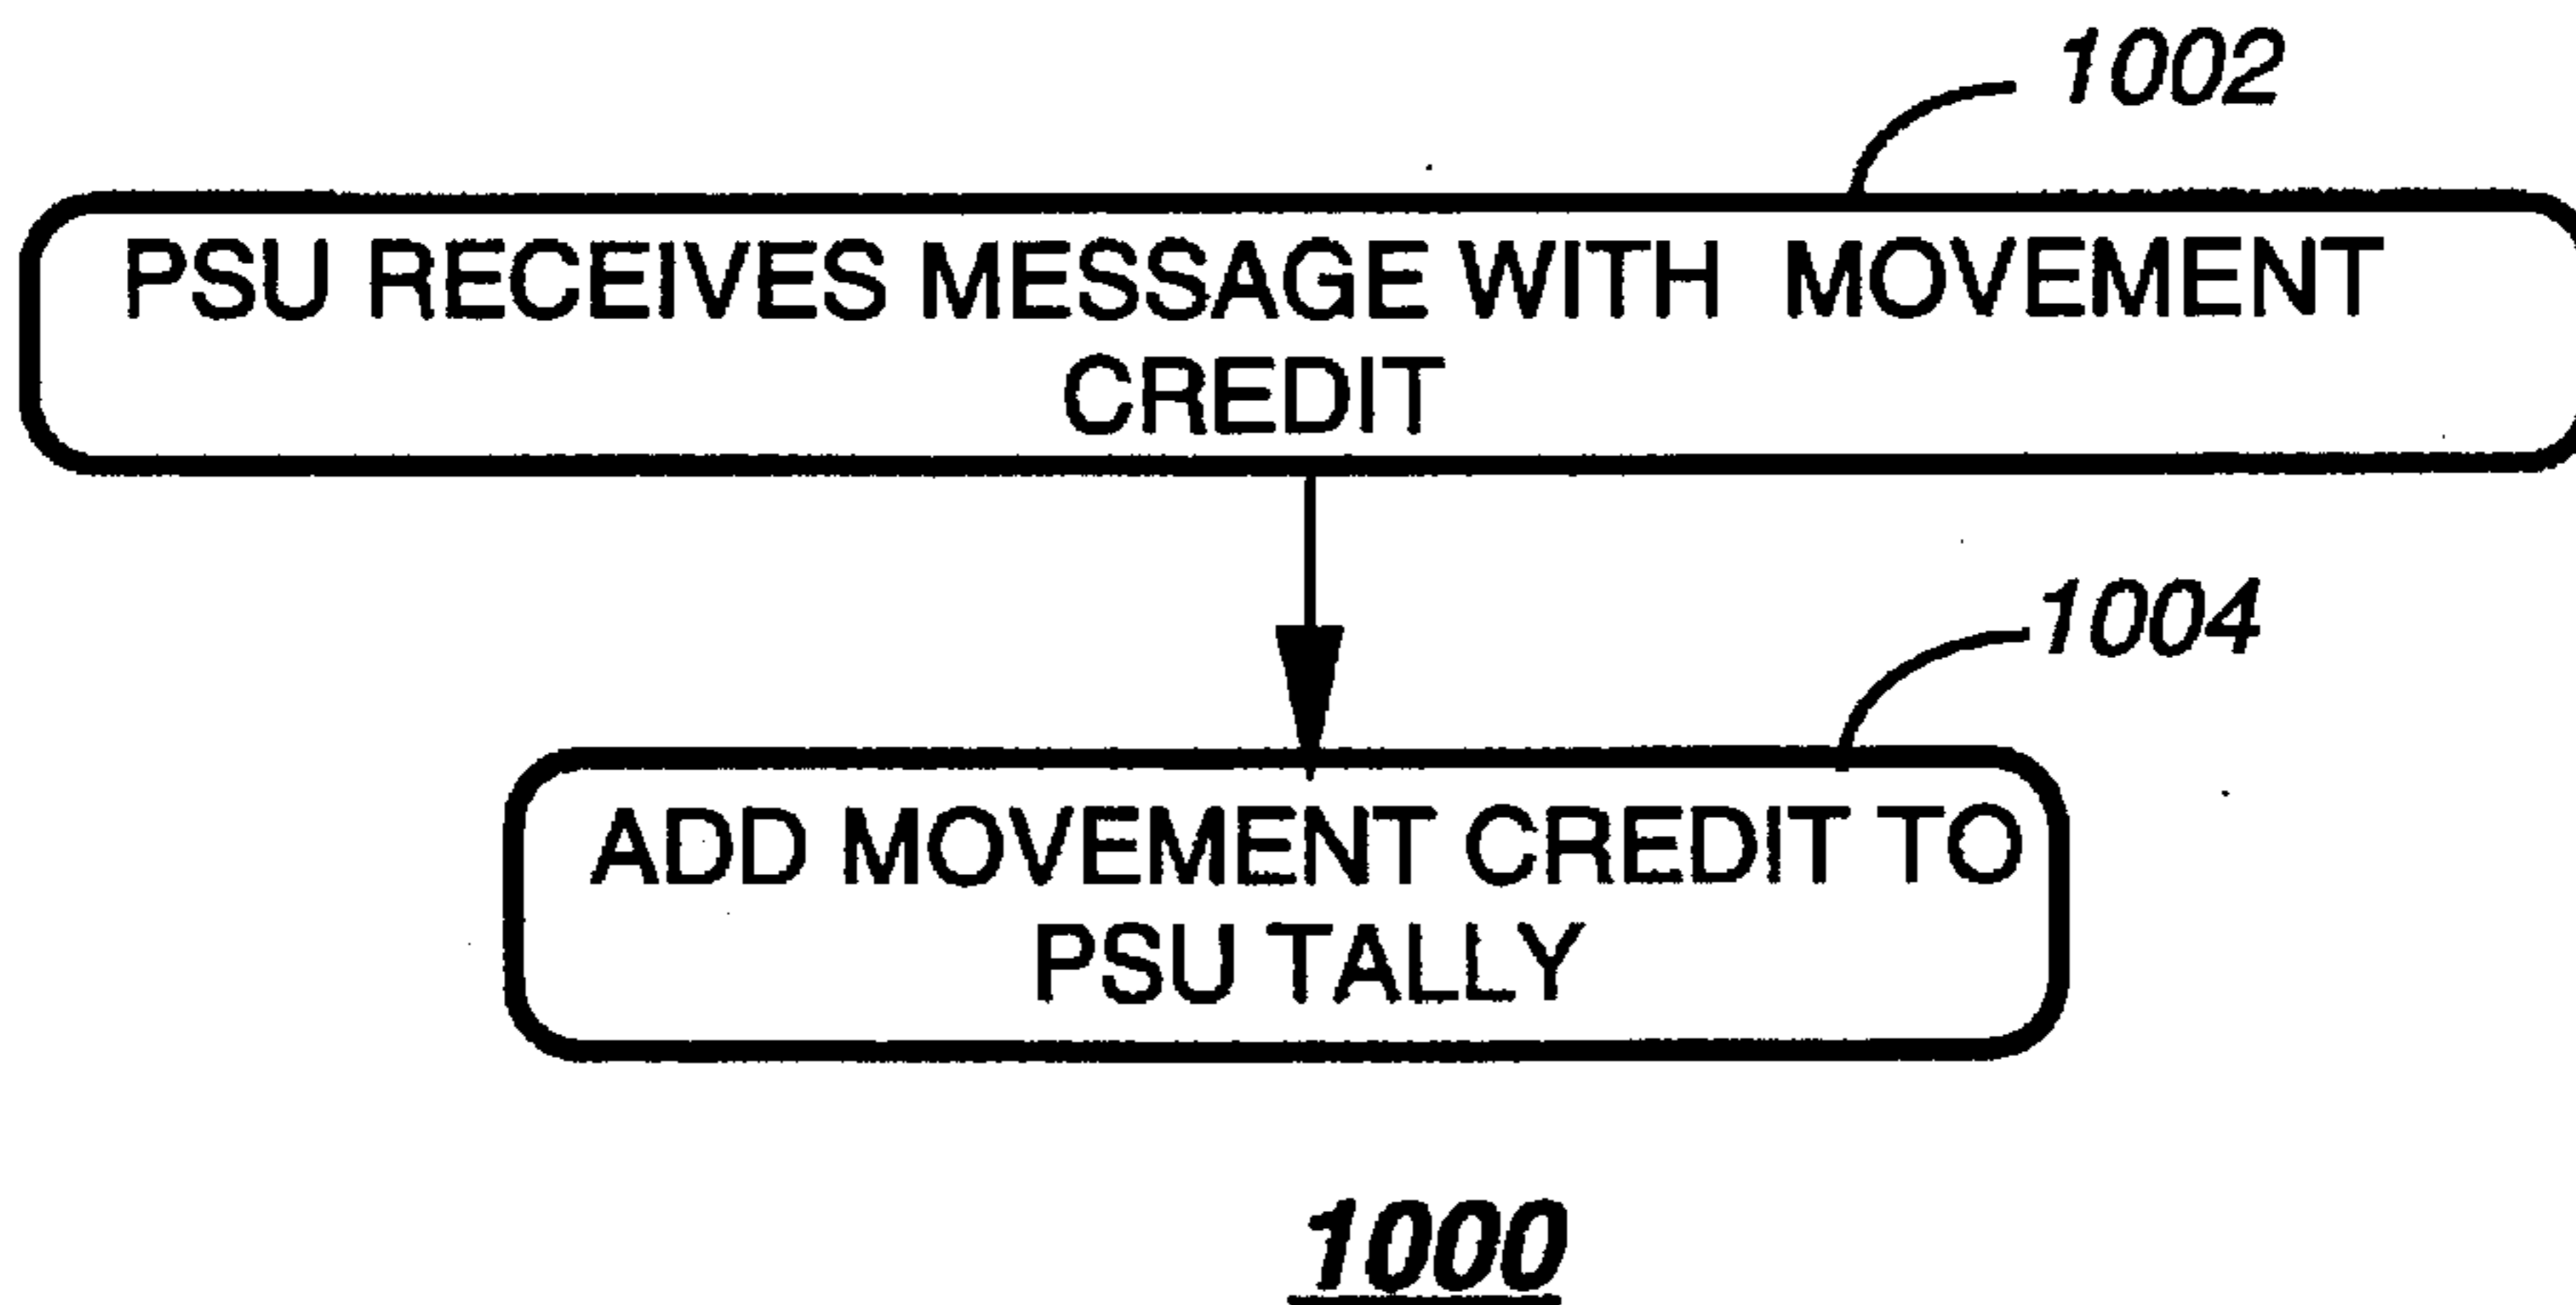 1002
PSU RECEIVES MESSAGE WITH MOVEMENT
CREDIT
1004
ADD MOVEMENT CREDIT TO
PSU TALLY
1000